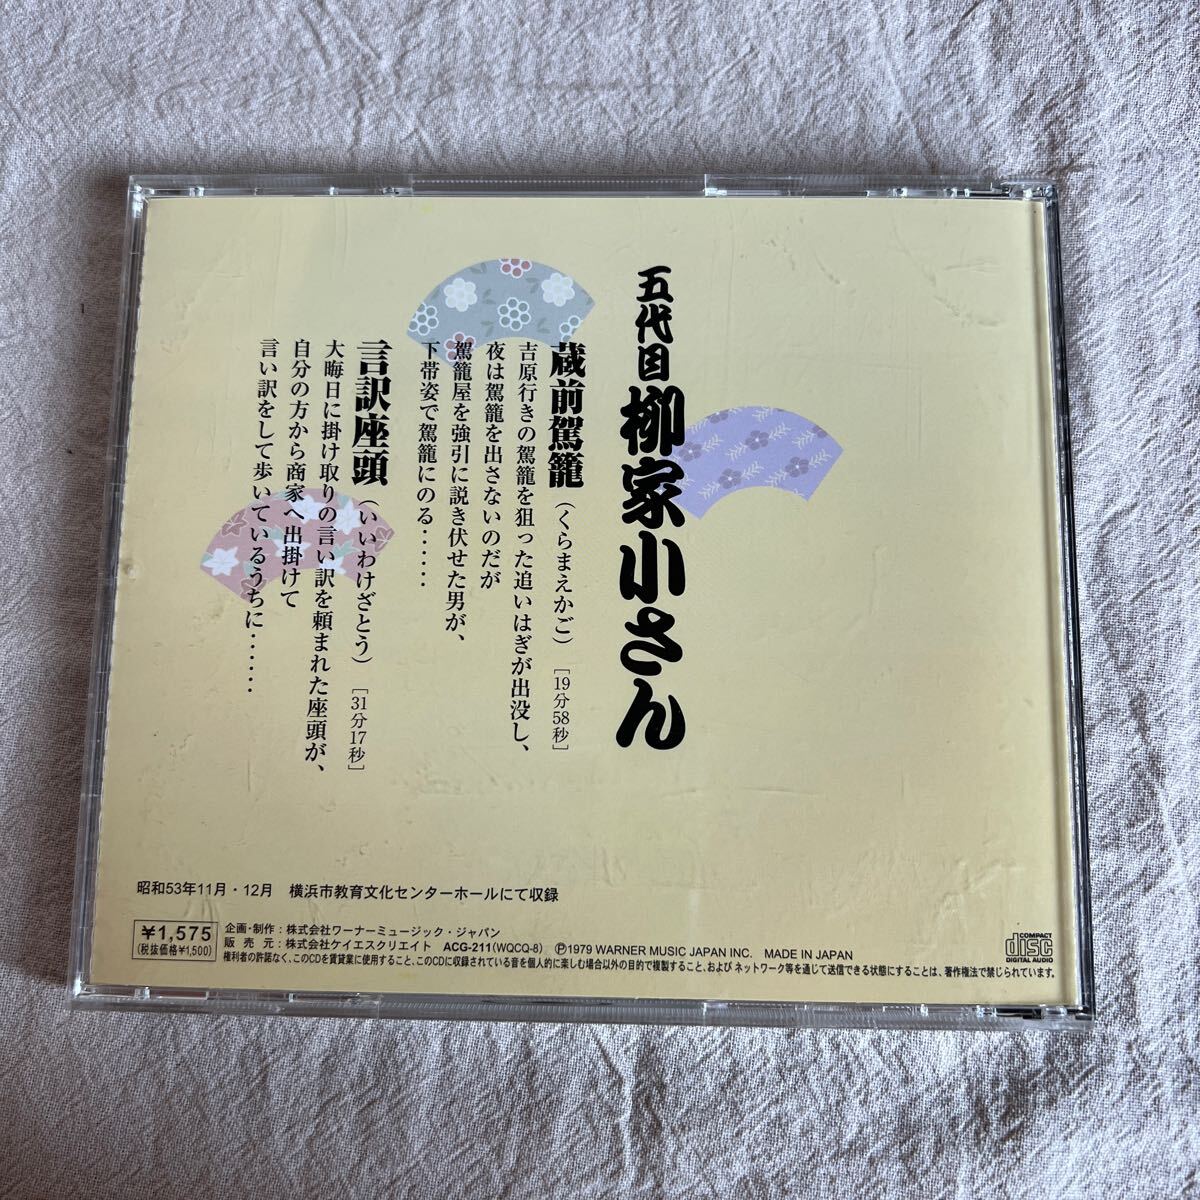 五代目 柳家小さん
蔵前駕籠（くらまえかご）［19分58秒］
吉原行きの駕籠を狙った追いはぎが出没し、
夜は駕籠を出さないのだが
駕籠屋を強引に説き伏せた男が、
下帯姿で駕籠にのる‥‥‥
言訳座頭（いいわけざとう）［31分17秒］
大晦日に掛け取りの言い訳を頼まれた座頭が、
自分の方から商家へ出掛けて
言い訳をして歩いているうちに‥‥‥
昭和53年11月・12月 横浜市教育文化センターホールにて収録
¥1,575
(税抜価格¥1,500)
企画・制作：株式会社ワーナーミュージック・ジャパン
販 売 元：株式会社ケイエスクリエイト ACG-211(WQCQ-8) Ⓟ1979 WARNER MUSIC JAPAN INC. MADE IN JAPAN
権利者の許諾なく、このCDを賃貸業に使用すること、このCDに収録されている音を個人的に楽しむ場合以外の目的で複製すること、および ネットワーク等を通じて送信できる状態にすることは、著作権法で禁じられています。
COMPACT
disc
DIGITAL AUDIO